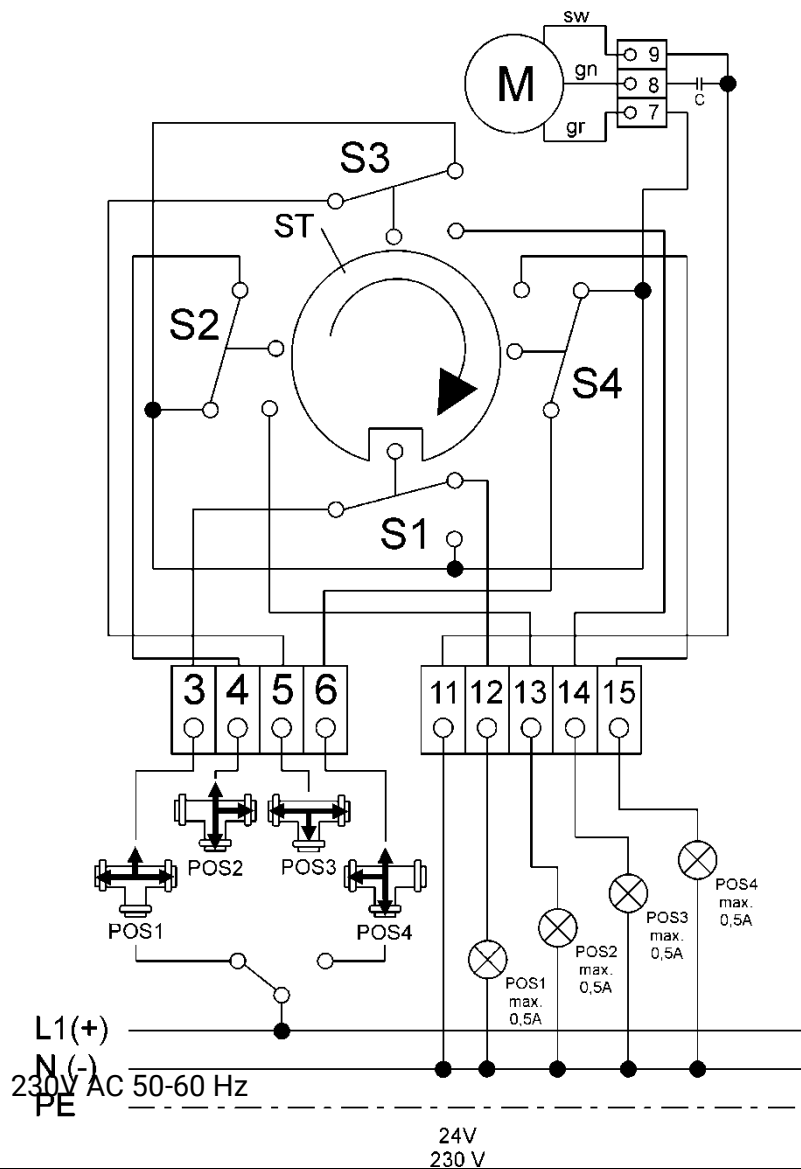 sw
M
gn
gr
9
8
7
C
S3
ST
S2
S4
S1
3 4 5 6
11 12 13 14 15
POS1
POS2
POS3
POS4
POS1
max.
0,5A
POS2
max.
0,5A
POS3
max.
0,5A
POS4
max.
0,5A
L1(+)
N (-)
230V AC 50-60 Hz
PE
24V
230 V